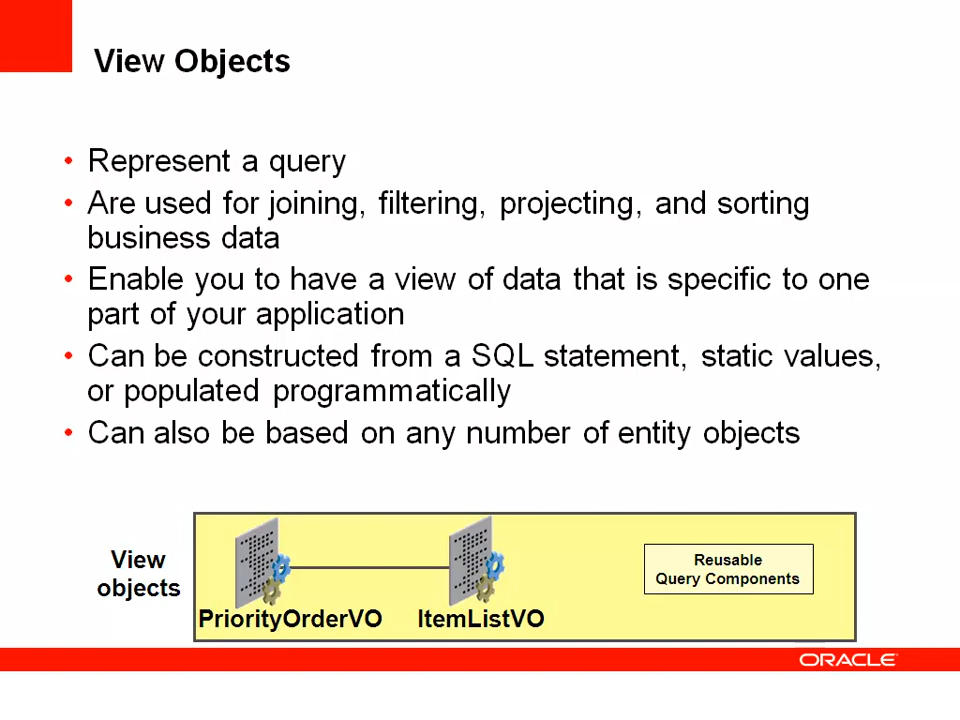 View Objects
• Represent a query
• Are used for joining, filtering, projecting, and sorting
business data
• Enable you to have a view of data that is specific to one
part of your application
• Can be constructed from a SQL statement, static values,
or populated programmatically
• Can also be based on any number of entity objects
View
objects
PriorityOrderVO
ItemListVO
Reusable
Query Components
ORACLE